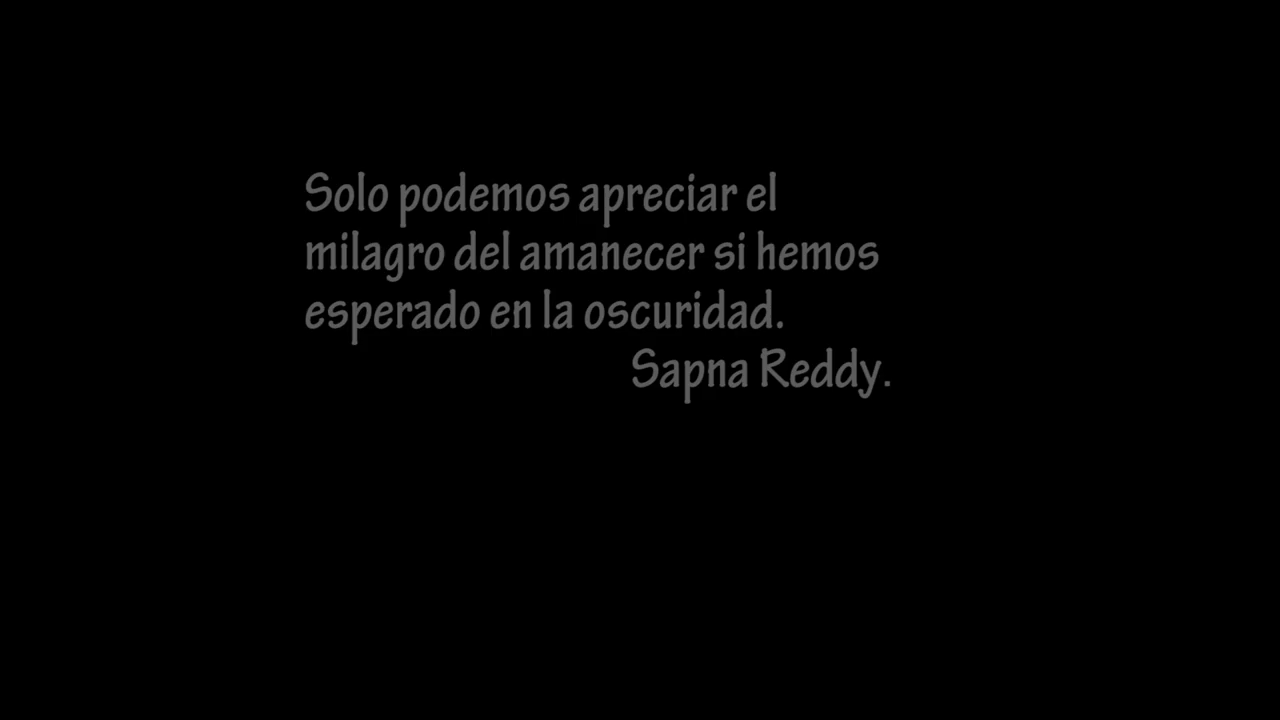 Solo podemos apreciar el
milagro del amanecer si hemos
esperado en la oscuridad.
Sapna Reddy.